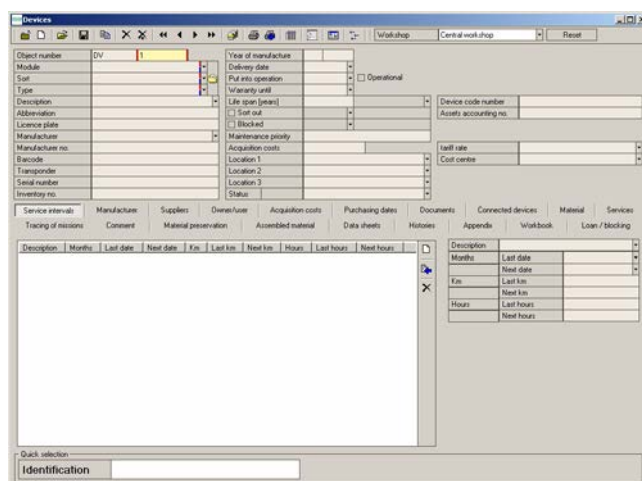 Devices
Workshop Central workshop Reset
Object number DV 1 Year of manufacture
Module Delivery date
Sort Put into operation Operational
Type Warranty until
Description Life span [years] Device code number
Abbreviation Sort out Assets accounting no.
Licence plate Blocked
Manufacturer Maintenance priority
Manufacturer no. Acquisition costs tariff rate
Barcode Location 1 Cost centre
Transponder Location 2
Serial number Location 3
Inventory no. Status
Service intervals Manufacturer Suppliers Owner/user Acquisition costs Purchasing dates Documents Connected devices Material Services
Tracing of missions Comment Material preservation Assembled material Data sheets Histories Appendix Workbook Loan / blocking
Description Months Last date Next date Km Last km Next km Hours Last hours Next hours Description
Months Last date
Next date
Km Last km
Next km
Hours Last hours
Next hours
Quick selection
Identification